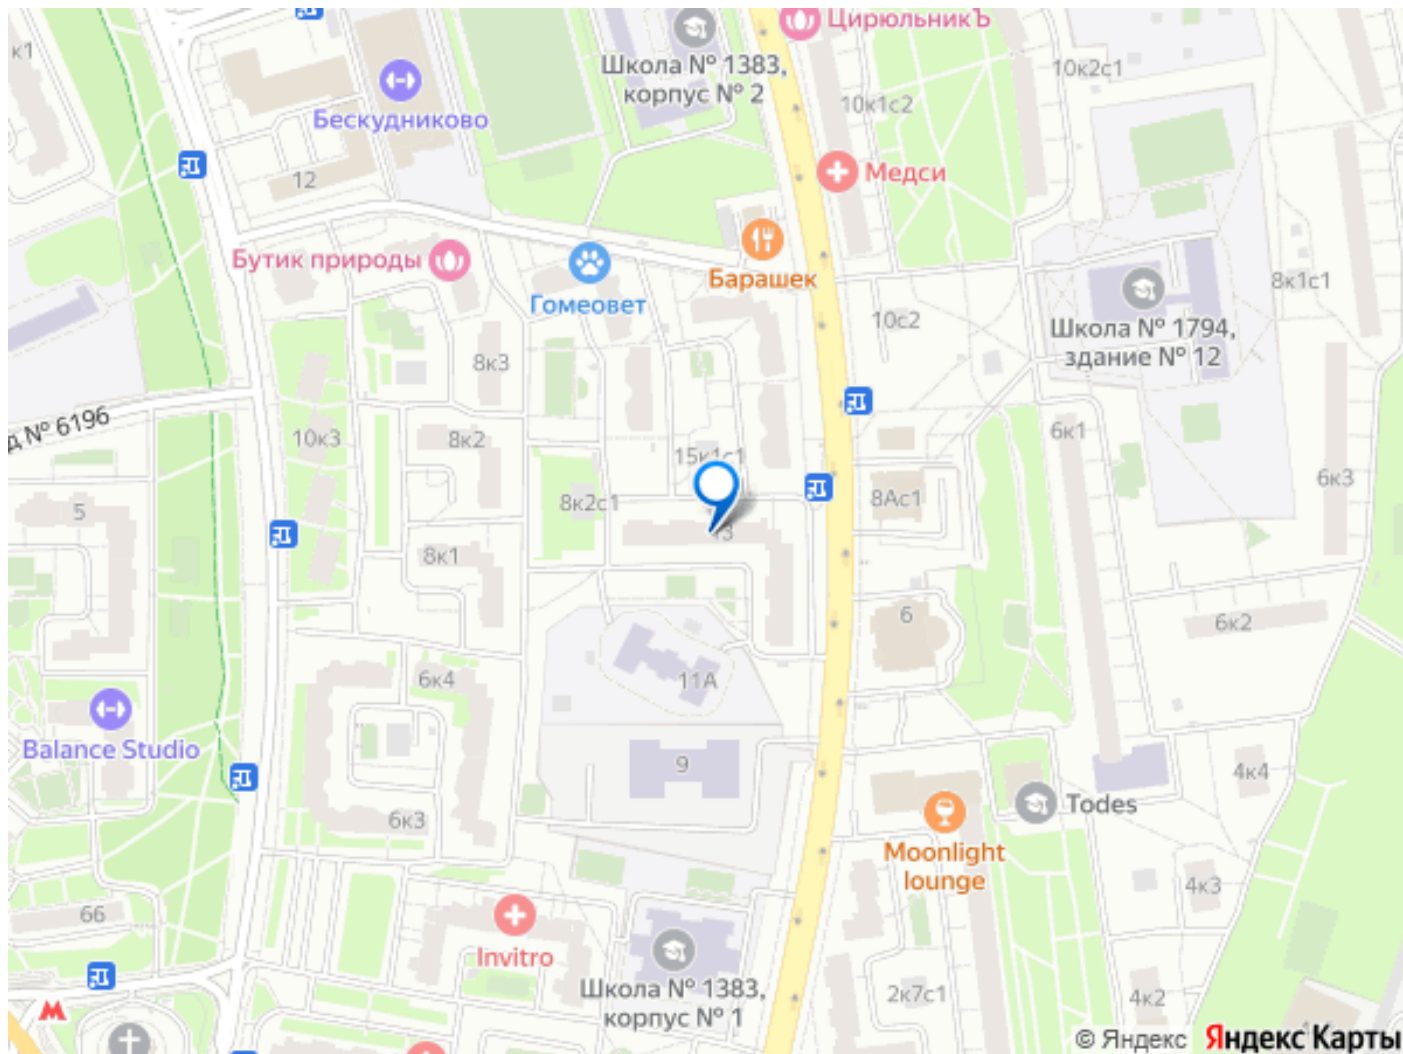 к1
ЦирюльникЪ
Школа № 1383,
корпус № 2
10к2с1
10к1с2
Бескудниково
Медси
12
Бутик природы
Барашек
Гомеовет
8к1с1
10с2
Школа № 1794,
здание № 12
8к3
д № 6196
10к3
8к2
6к1
15к1с1
6к3
8к2с1
8Ас1
5
13
8к1
6
6к2
6к4
11А
Balance Studio
9
4к4
6к3
Todes
Moonlight
lounge
4к3
66
Invitro
Школа № 1383,
корпус № 1
2к7с1
4к2
© Яндекс Яндекс Карты